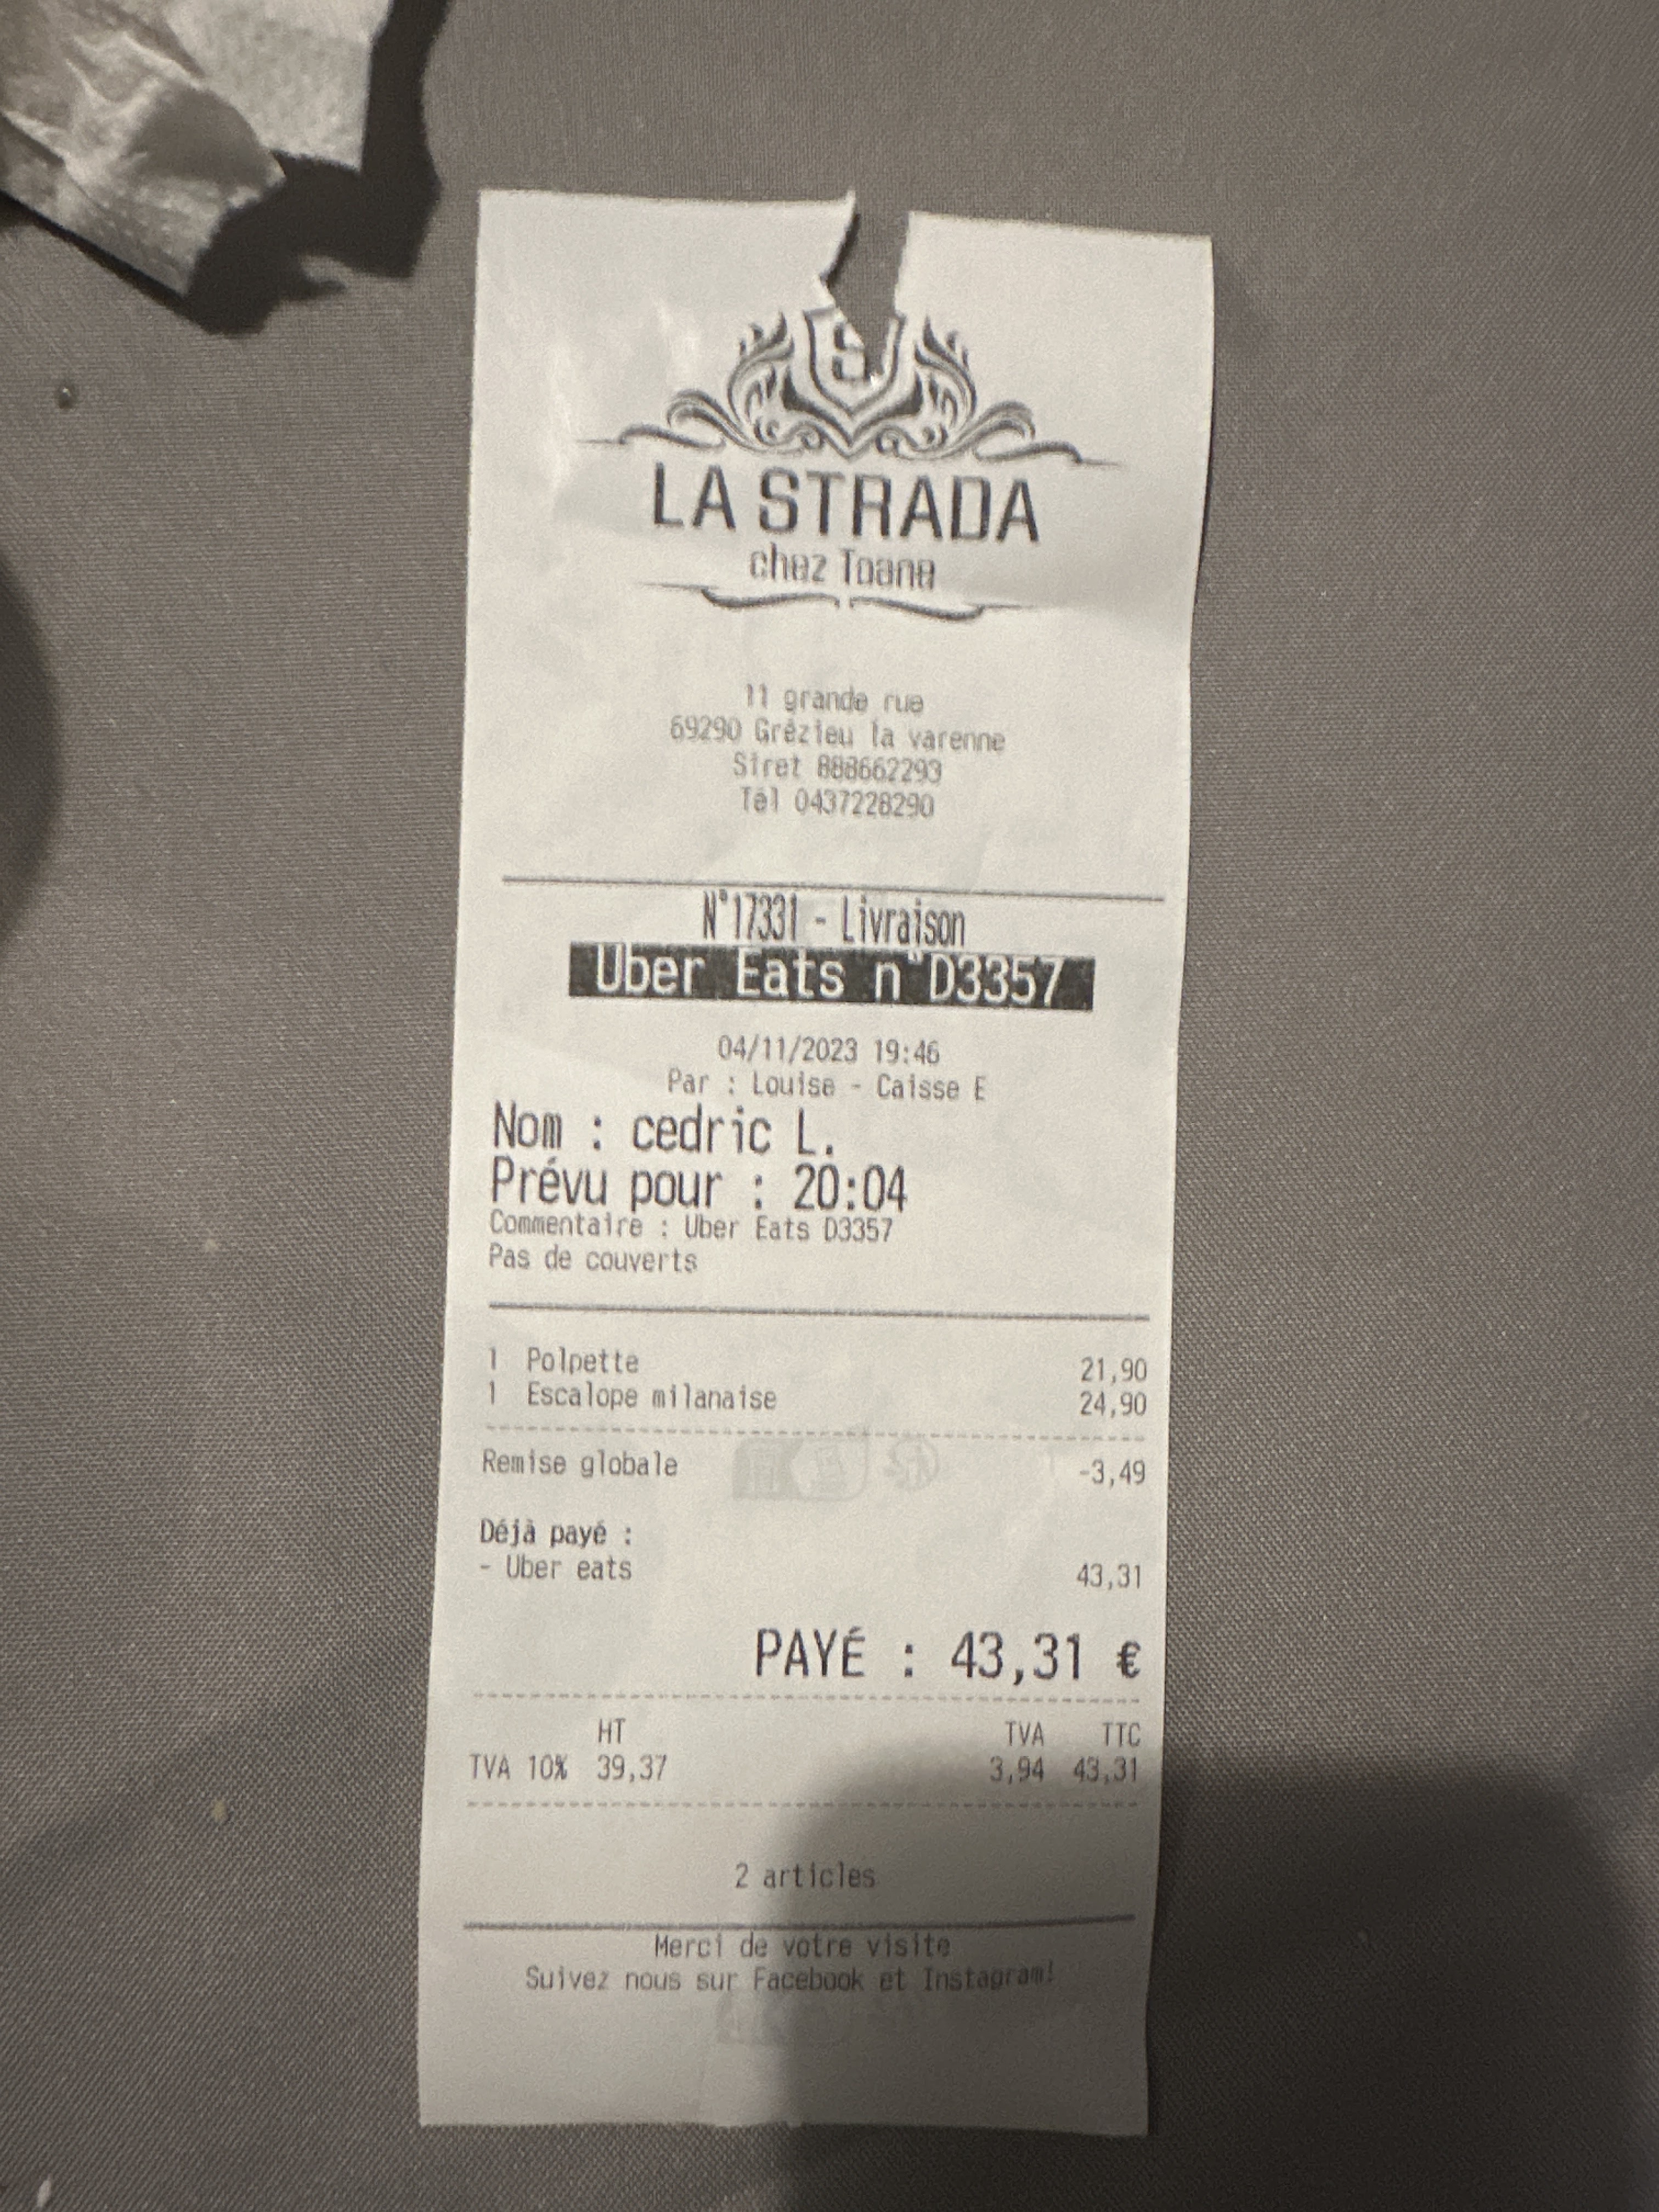 LA STRADA
chez Toane
11 grande rue
69290 Grézieu la varenne
Siret 888662293
Tél 0437228290
N°17331 - Livraison
Uber Eats n°D3357
04/11/2023 19:46
Par : Louise - Caisse E
Nom : cedric L.
Prévu pour : 20:04
Commentaire : Uber Eats D3357
Pas de couverts
1 Polpette 21,90
1 Escalope milanaise 24,90
Remise globale -3,49
Déjà payé :
- Uber eats 43,31
PAYÉ : 43,31 €
HT TVA TTC
TVA 10% 39,37 3,94 43,31
2 articles
Merci de votre visite
Suivez nous sur Facebook et Instagram!